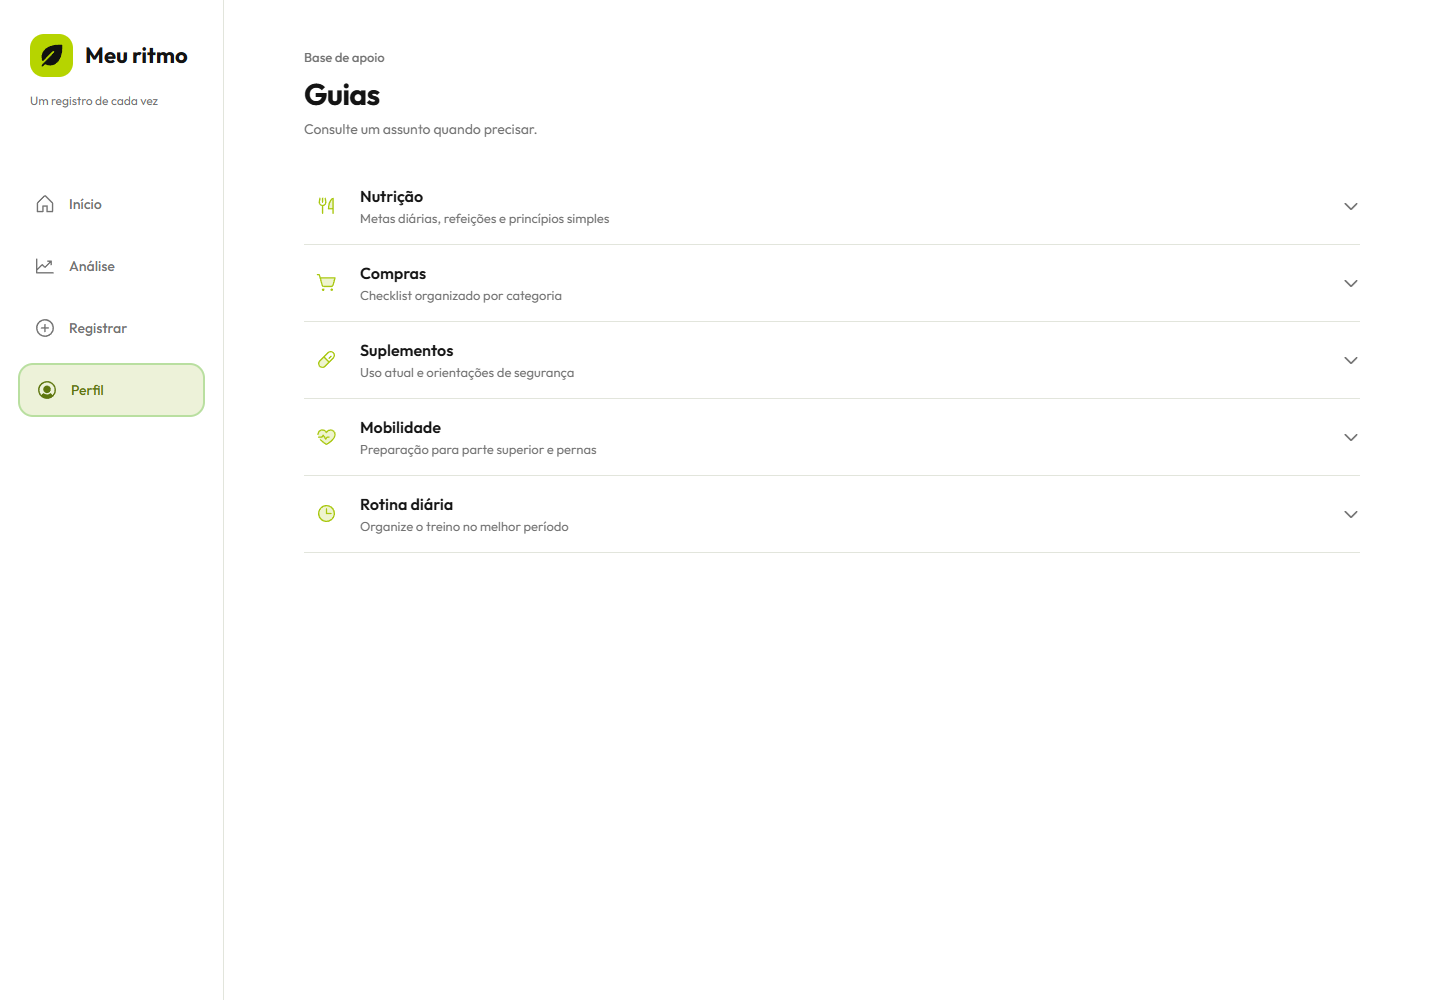 Meu ritmo
Um registro de cada vez
Início
Análise
Registrar
Perfil
Base de apoio
Guias
Consulte um assunto quando precisar.
Nutrição
Metas diárias, refeições e princípios simples
Compras
Checklist organizado por categoria
Suplementos
Uso atual e orientações de segurança
Mobilidade
Preparação para parte superior e pernas
Rotina diária
Organize o treino no melhor período